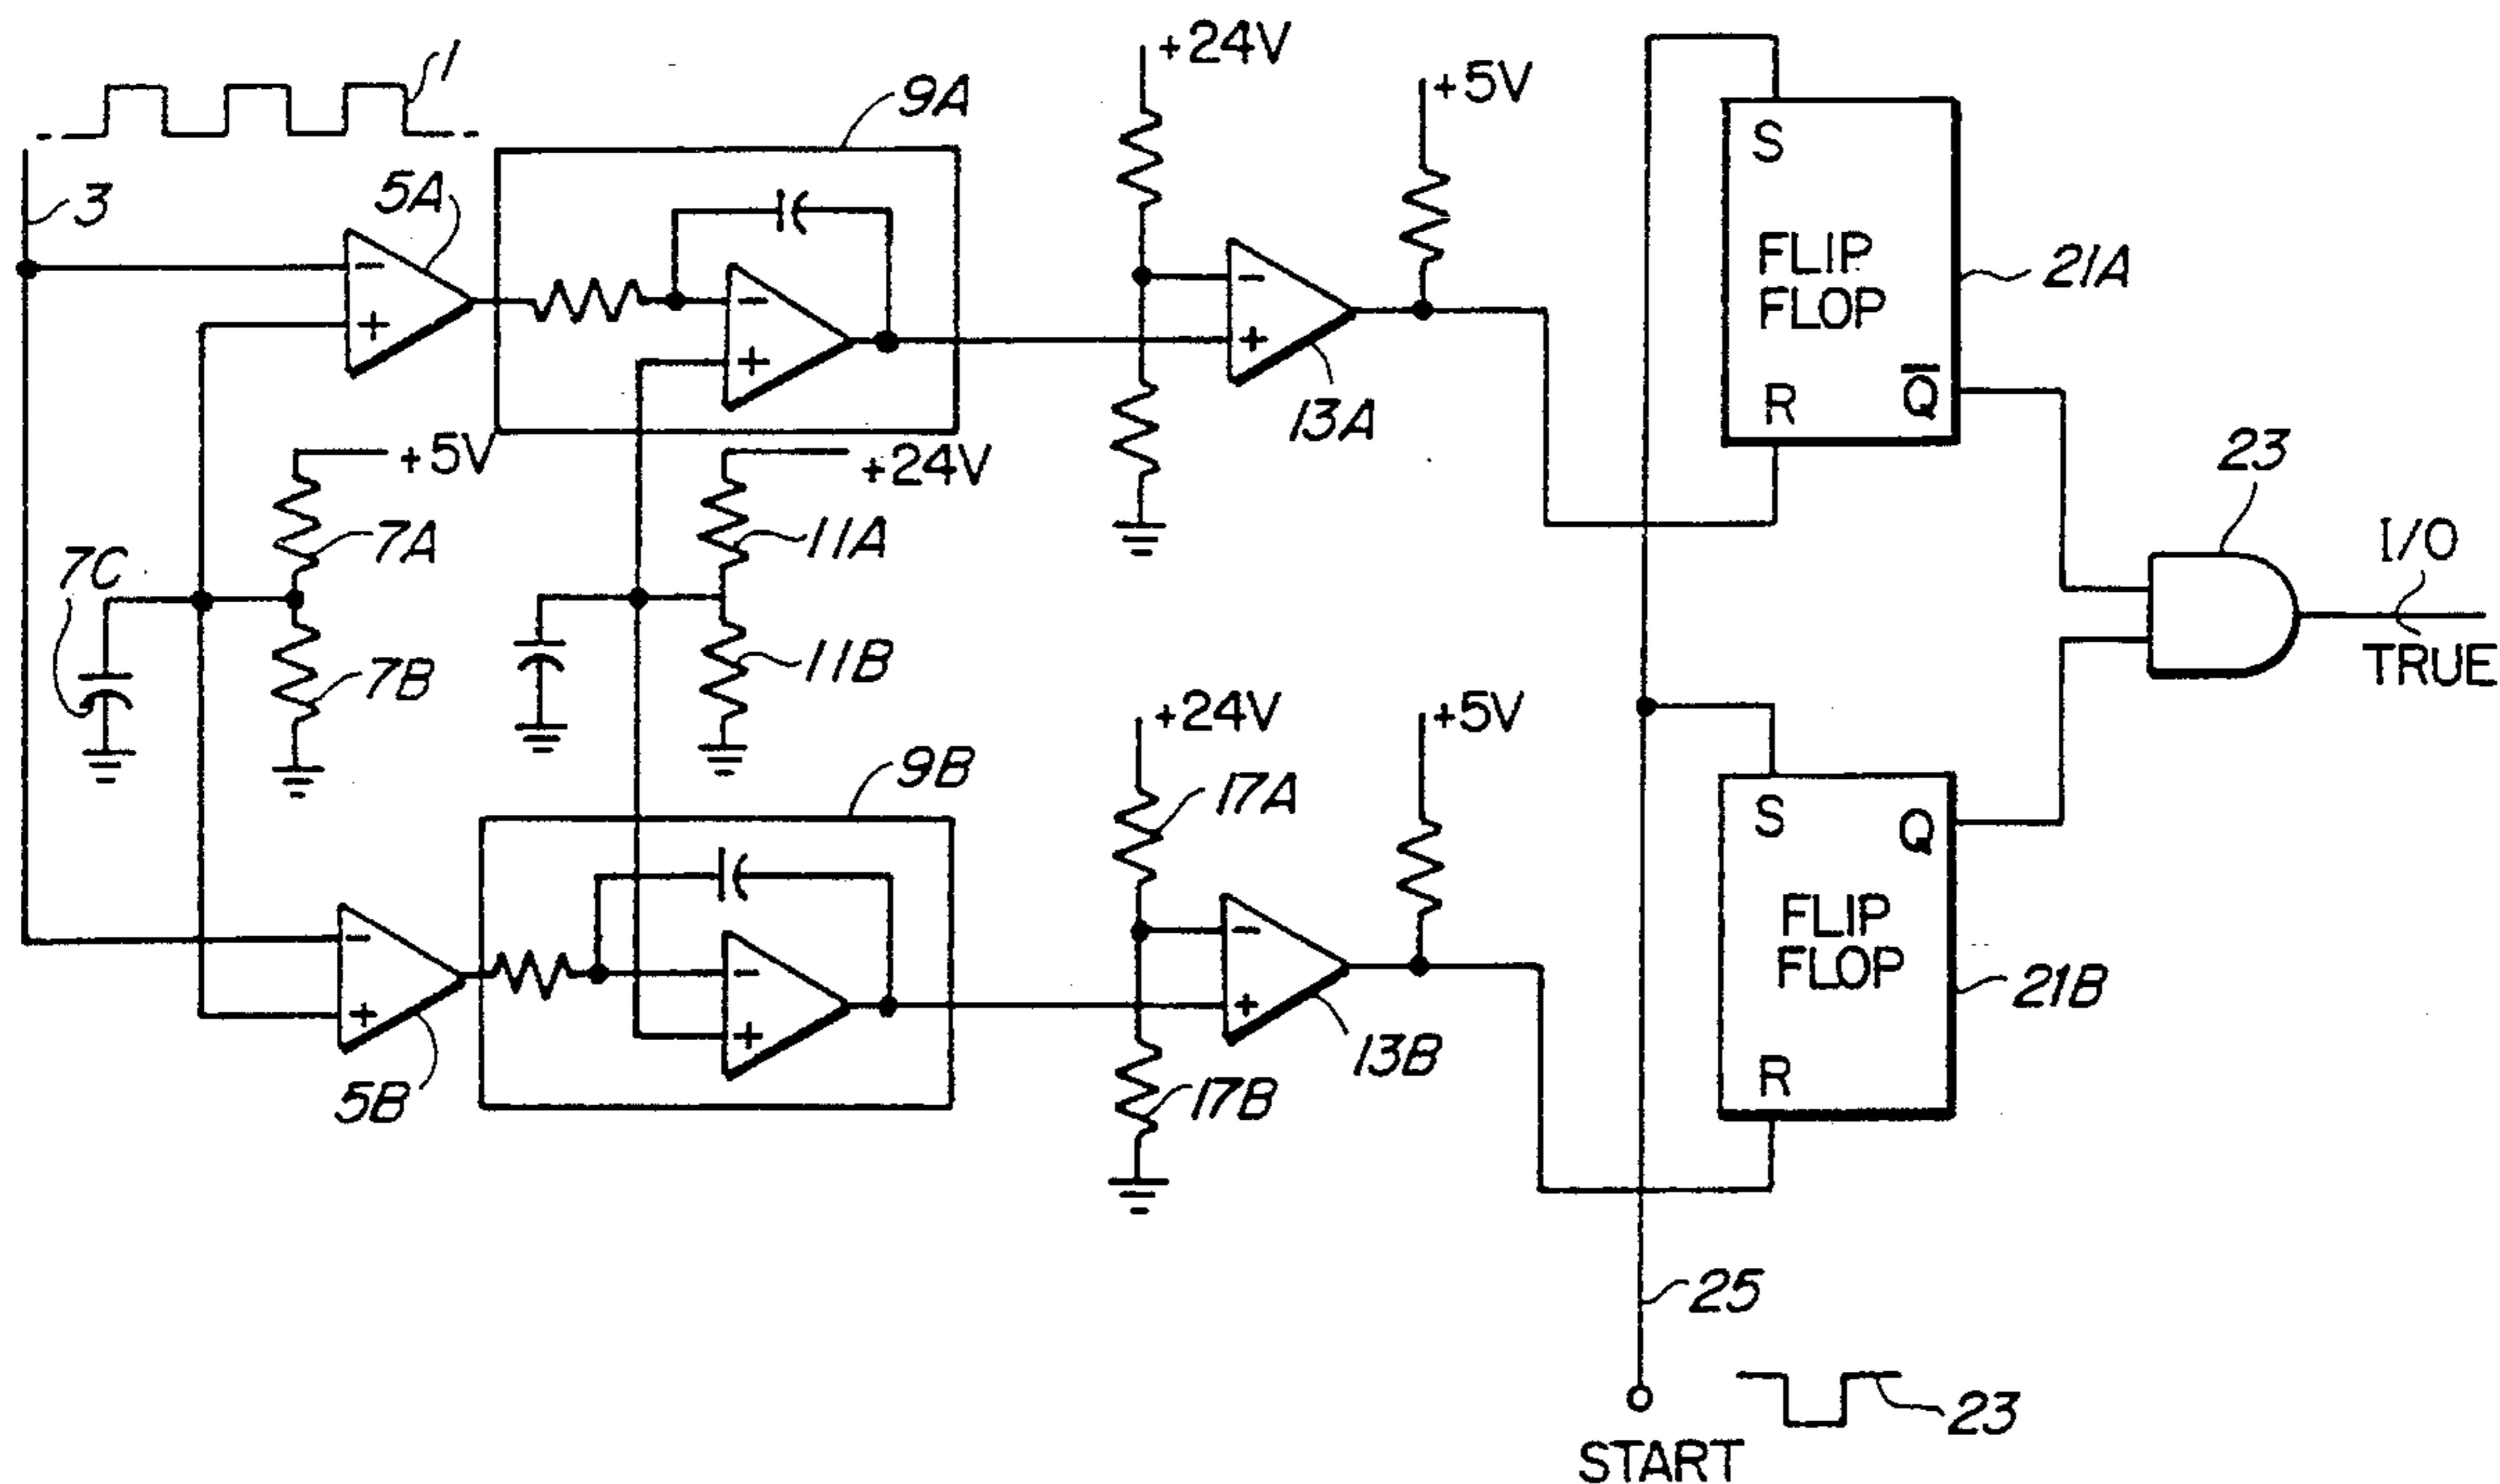 1
3
5A
-
+
9A
-
+
+24V
+5V
-
+
13A
S
FLIP
FLOP
R
Q̅
21A
+5V
7A
7B
7C
+24V
11A
11B
23
I/O
TRUE
5B
-
+
9B
-
+
+24V
17A
17B
+5V
-
+
13B
S
Q
FLIP
FLOP
R
21B
25
START
23